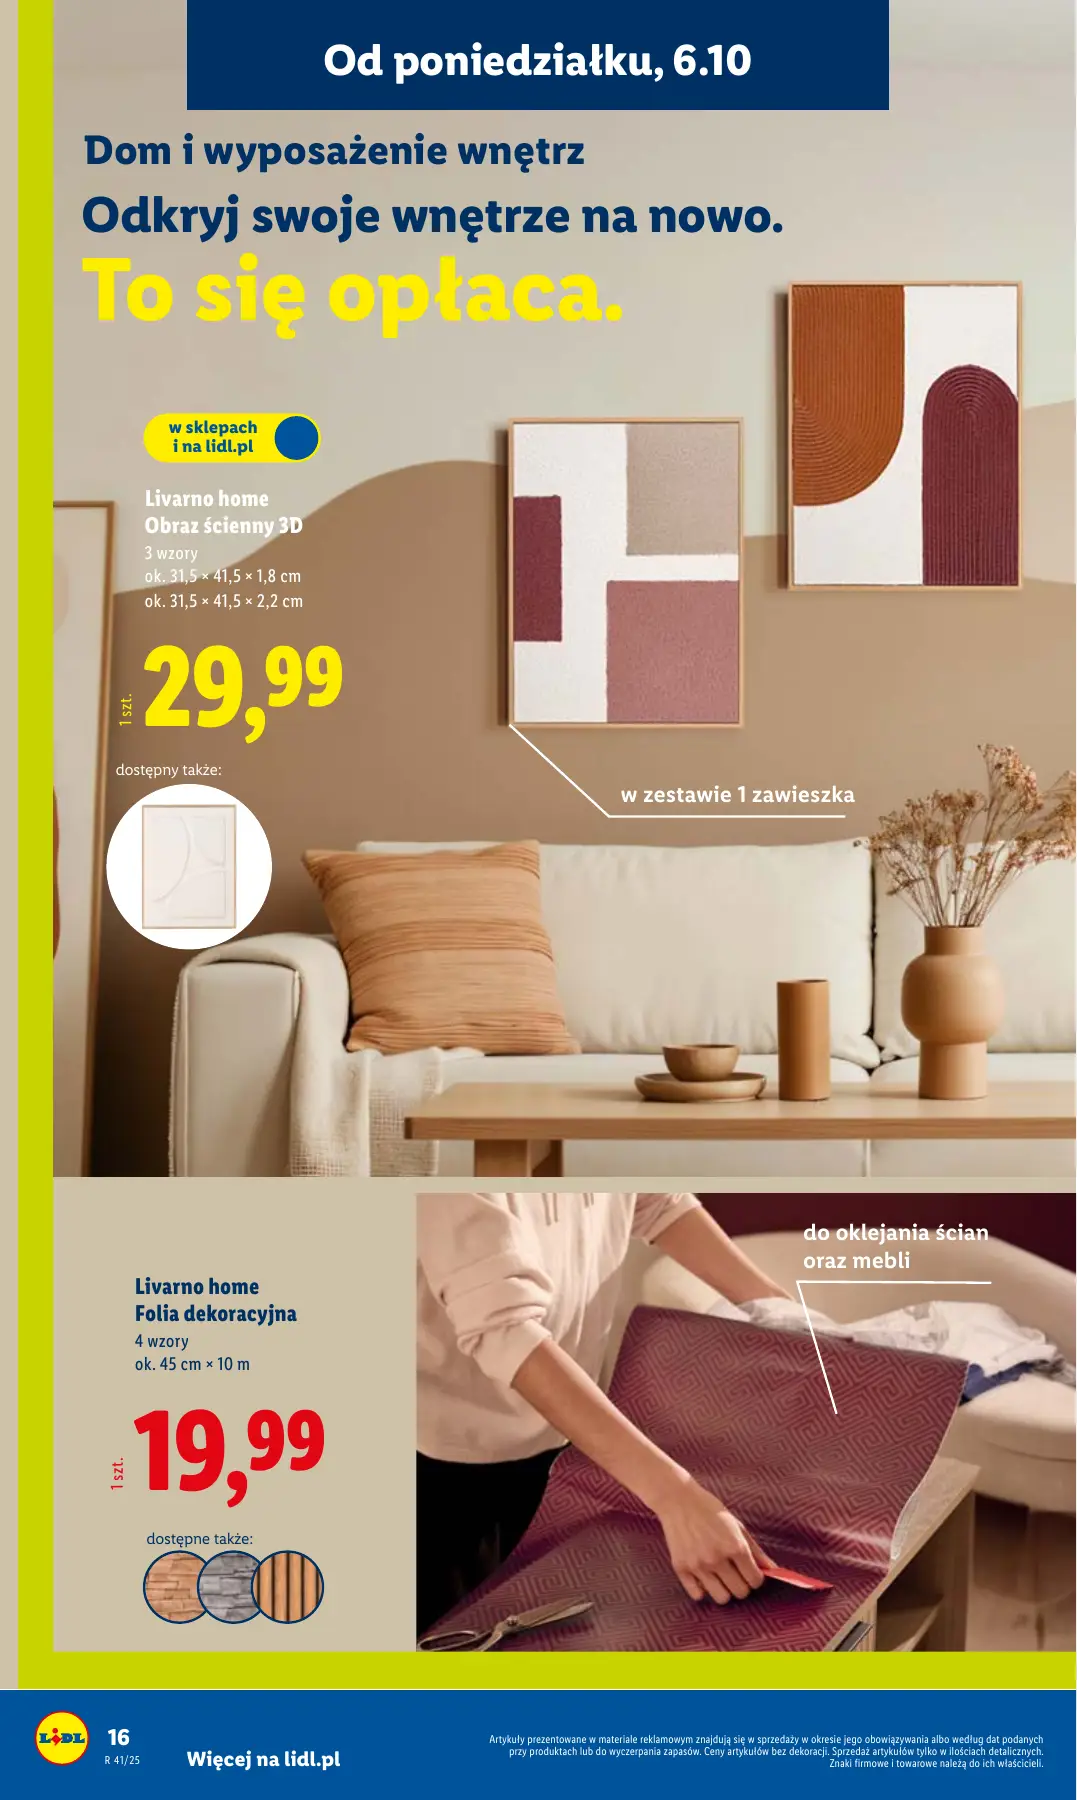 Od poniedziałku, 6.10
Dom i wyposażenie wnętrz
Odkryj swoje wnętrze na nowo.
To się opłaca.
w sklepach
i na lidl.pl
Livarno home
Obraz ścienny 3D
3 wzory
ok. 31,5 × 41,5 × 1,8 cm
ok. 31,5 × 41,5 × 2,2 cm
1 szt.
29,99
dostępny także:
w zestawie 1 zawieszka
do oklejania ścian
oraz mebli
Livarno home
Folia dekoracyjna
4 wzory
ok. 45 cm × 10 m
1 szt.
19,99
dostępne także:
LIDL
16
R 41/25
Więcej na lidl.pl
Artykuły prezentowane w materiale reklamowym znajdują się w sprzedaży w okresie jego obowiązywania albo według dat podanych
przy produktach lub do wyczerpania zapasów. Ceny artykułów bez dekoracji. Sprzedaż artykułów tylko w ilościach detalicznych.
Znaki firmowe i towarowe należą do ich właścicieli.